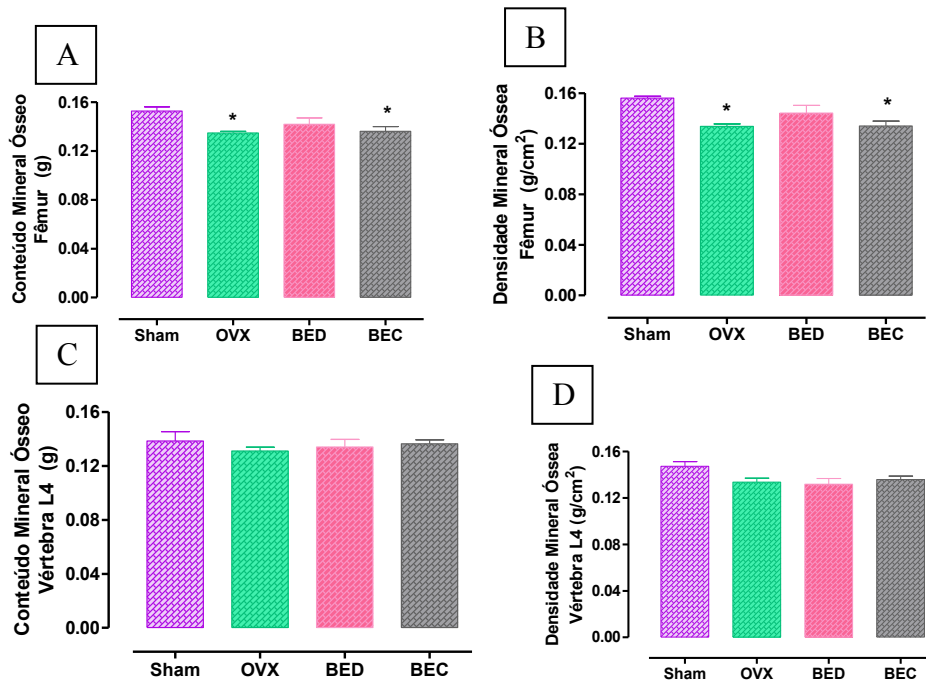 A
Conteúdo Mineral Ósseo
Fêmur (g)
0.16
0.12
0.08
0.04
0.00
*
*
Sham OVX BED BEC
B
Densidade Mineral Óssea
Fêmur (g/cm²)
0.16
0.12
0.08
0.04
0.00
*
*
Sham OVX BED BEC
C
Conteúdo Mineral Ósseo
Vértebra L4 (g)
0.16
0.12
0.08
0.04
0.00
Sham OVX BED BEC
D
Densidade Mineral Óssea
Vértebra L4 (g/cm²)
0.16
0.12
0.08
0.04
0.00
Sham OVX BED BEC